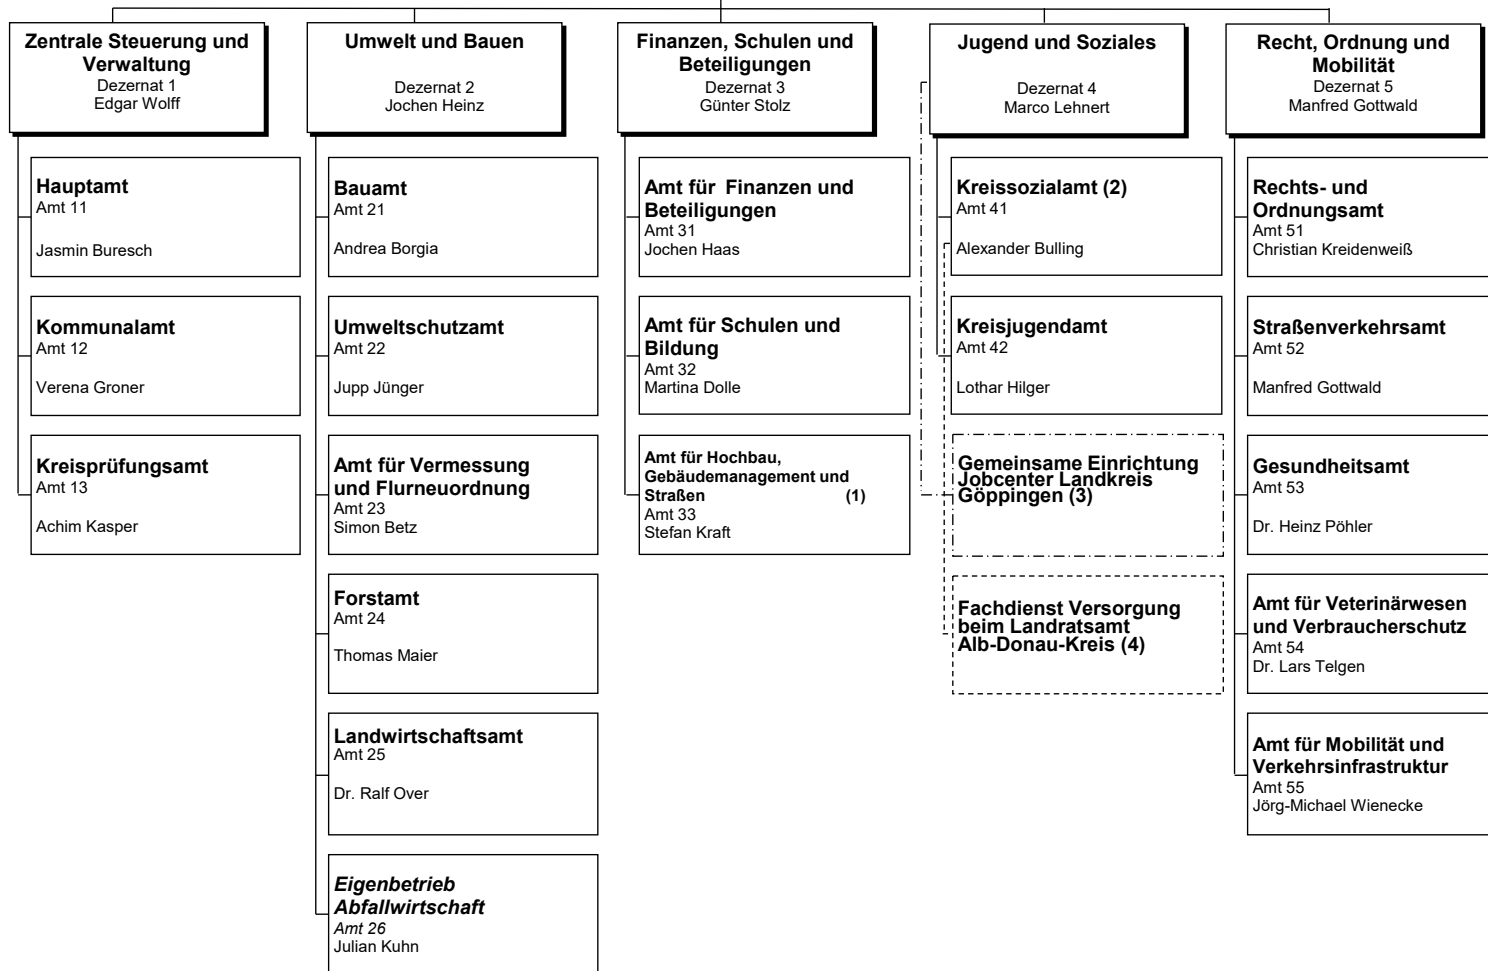 Zentrale Steuerung und
Verwaltung
Dezernat 1
Edgar Wolff
Umwelt und Bauen
Dezernat 2
Jochen Heinz
Finanzen, Schulen und
Beteiligungen
Dezernat 3
Günter Stolz
Jugend und Soziales
Dezernat 4
Marco Lehnert
Recht, Ordnung und
Mobilität
Dezernat 5
Manfred Gottwald
Hauptamt
Amt 11
Jasmin Buresch
Kommunalamt
Amt 12
Verena Groner
Kreisprüfungsamt
Amt 13
Achim Kasper
Bauamt
Amt 21
Andrea Borgia
Umweltschutzamt
Amt 22
Jupp Jünger
Amt für Vermessung
und Flurneuordnung
Amt 23
Simon Betz
Forstamt
Amt 24
Thomas Maier
Landwirtschaftsamt
Amt 25
Dr. Ralf Over
Eigenbetrieb
Abfallwirtschaft
Amt 26
Julian Kuhn
Amt für Finanzen und
Beteiligungen
Amt 31
Jochen Haas
Amt für Schulen und
Bildung
Amt 32
Martina Dolle
Amt für Hochbau,
Gebäudemanagement und
Straßen (1)
Amt 33
Stefan Kraft
Kreissozialamt (2)
Amt 41
Alexander Bulling
Kreisjugendamt
Amt 42
Lothar Hilger
Gemeinsame Einrichtung
Jobcenter Landkreis
Göppingen (3)
Fachdienst Versorgung
beim Landratsamt
Alb-Donau-Kreis (4)
Rechts- und
Ordnungsamt
Amt 51
Christian Kreidenweiß
Straßenverkehrsamt
Amt 52
Manfred Gottwald
Gesundheitsamt
Amt 53
Dr. Heinz Pöhler
Amt für Veterinärwesen
und Verbraucherschutz
Amt 54
Dr. Lars Telgen
Amt für Mobilität und
Verkehrsinfrastruktur
Amt 55
Jörg-Michael Wienecke